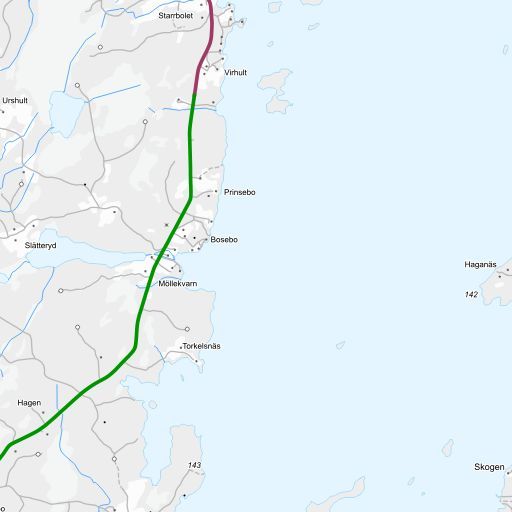 Starrbolet
Virhult
Urshult
Prinsebo
Bosebo
Slätteryd
Haganäs
Möllekvarn
142
Torkelsnäs
Hagen
143
Skogen